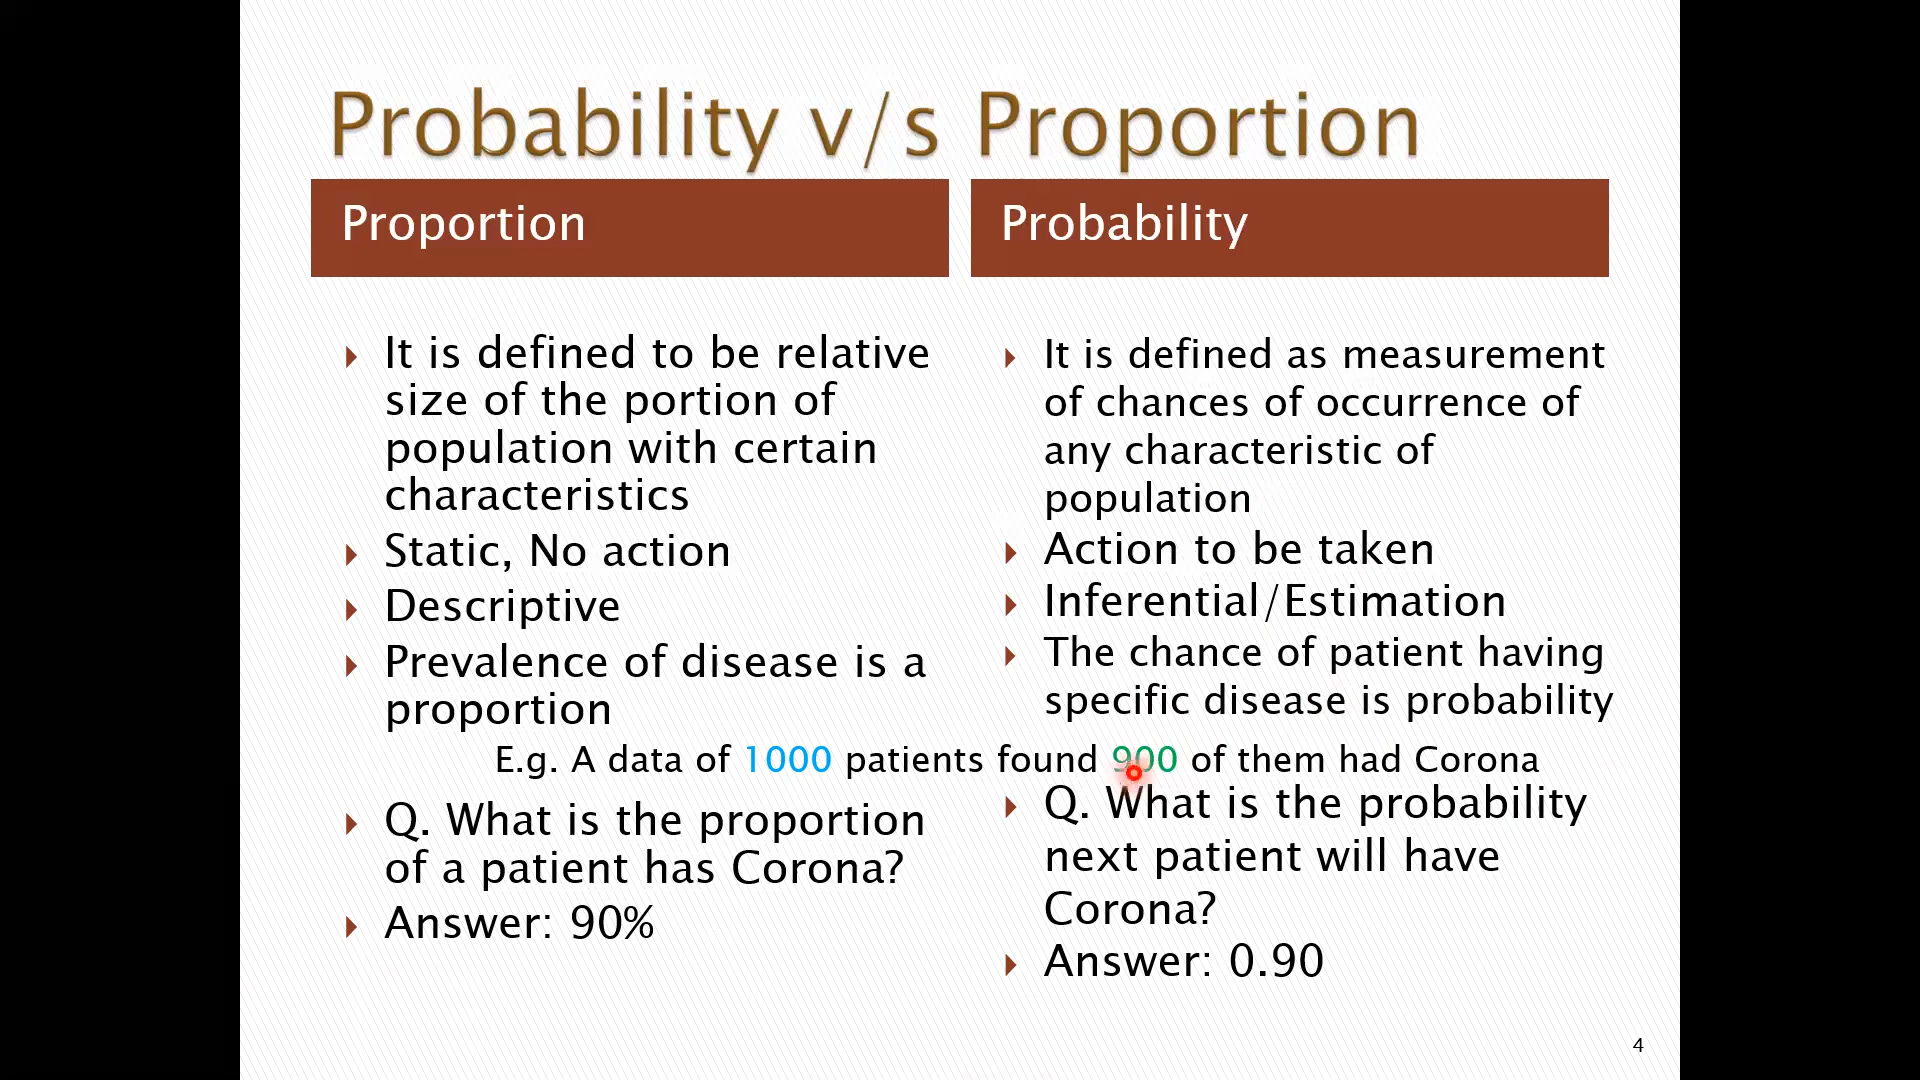 Probability v/s Proportion
Proportion
It is defined to be relative
size of the portion of
population with certain
characteristics
Static, No action
Descriptive
Prevalence of disease is a
proportion
Probability
It is defined as measurement
of chances of occurrence of
any characteristic of
population
Action to be taken
Inferential/Estimation
The chance of patient having
specific disease is probability
E.g. A data of 1000 patients found 900 of them had Corona
Q. What is the proportion
of a patient has Corona?
Answer: 90%
Q. What is the probability
next patient will have
Corona?
Answer: 0.90
4